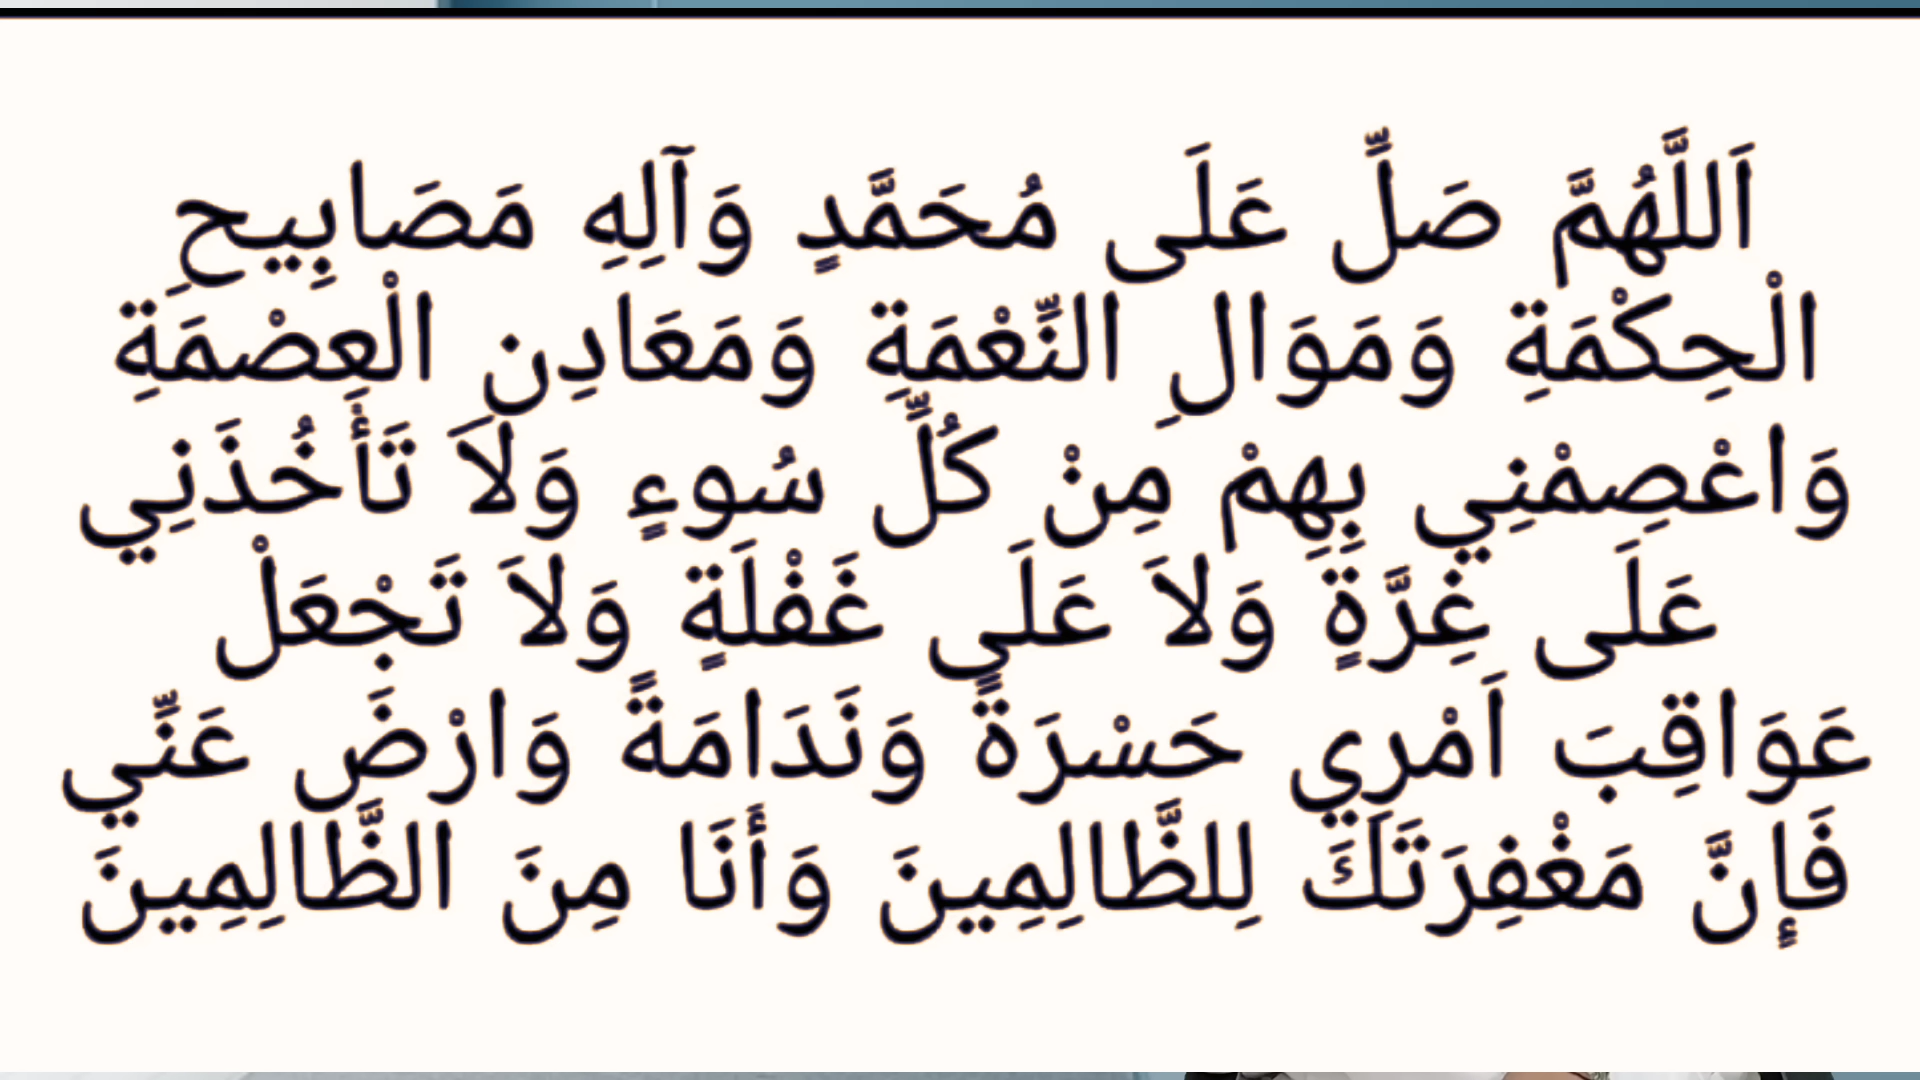 اَللَّهُمَّ صَلِّ عَلَى مُحَمَّدٍ وَآلِهِ مَصَابِيحِ
الْحِكْمَةِ وَمَوَالِ النِّعْمَةِ وَمَعَادِنِ الْعِصْمَةِ
وَاعْصِمْنِي بِهِمْ مِنْ كُلِّ سُوءٍ وَلاَ تَأْخُذَنِي
عَلَى غِرَّةٍ وَلاَ عَلَى غَفْلَةٍ وَلاَ تَجْعَلْ
عَوَاقِبَ اَمْرِي حَسْرَةً وَنَدَامَةً وَارْضَ عَنِّي
فَإِنَّ مَغْفِرَتَكَ لِلظَّالِمِينَ وَأَنَا مِنَ الظَّالِمِينَ